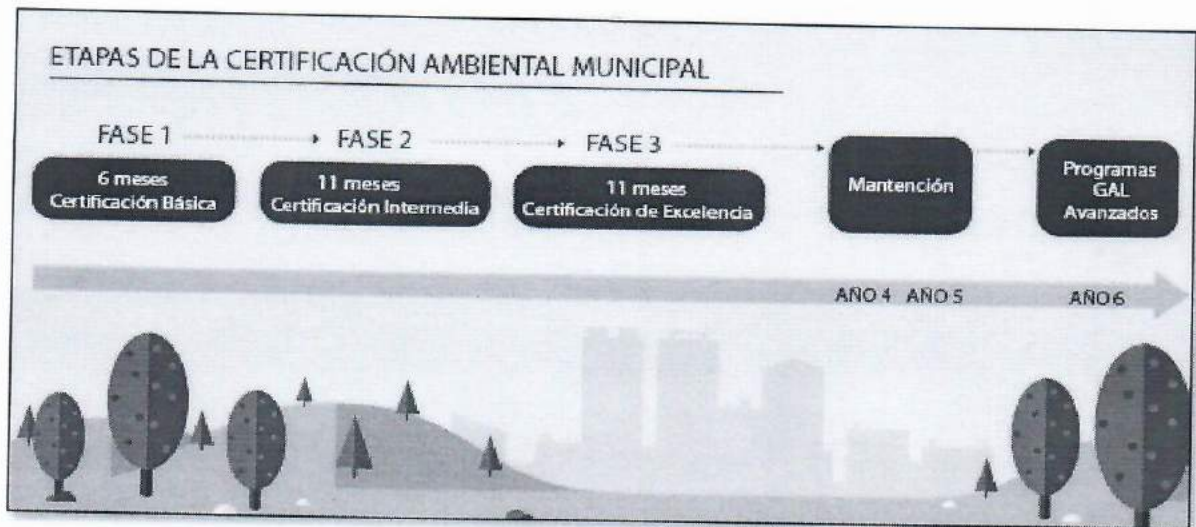 ETAPAS DE LA CERTIFICACIÓN AMBIENTAL MUNICIPAL
FASE 1
FASE 2
FASE 3
6 meses
Certificación Básica
11 meses
Certificación Intermedia
11 meses
Certificación de Excelencia
Mantención
Programas
GAL
Avanzados
AÑO 4 AÑO 5
AÑO 6